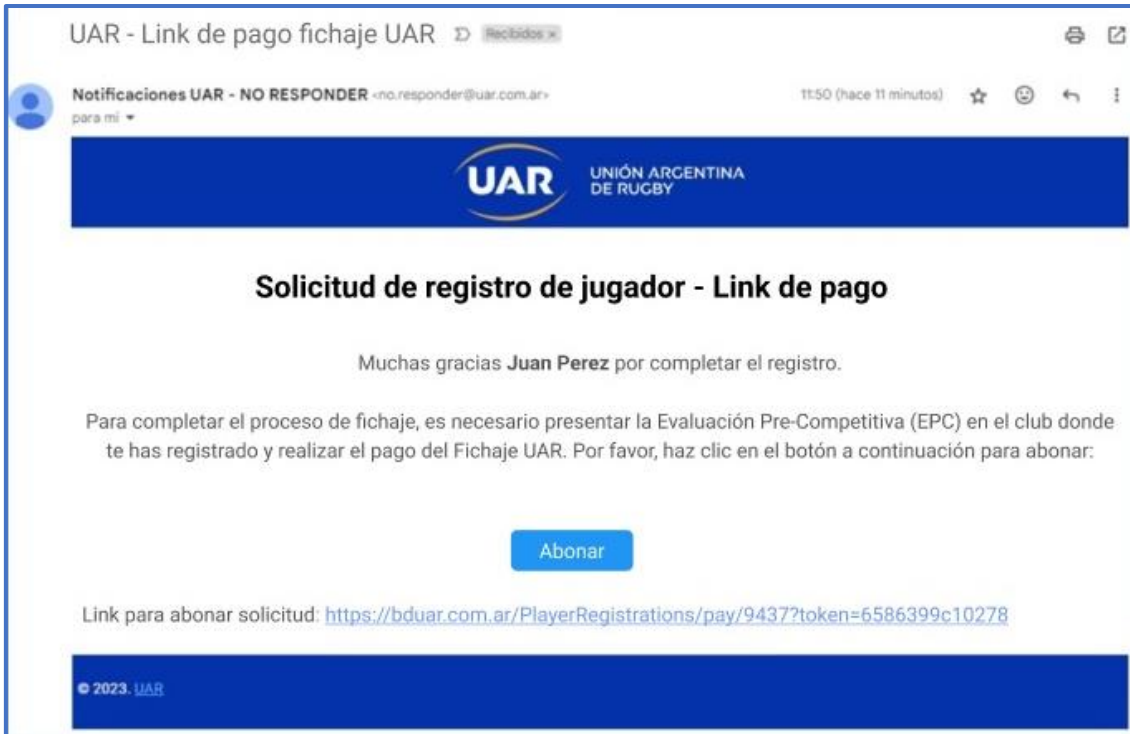 UAR - Link de pago fichaje UAR Recibidos x
Notificaciones UAR - NO RESPONDER <no.responder@uar.com.ar> 11:50 (hace 11 minutos)
para mí
UAR UNIÓN ARGENTINA
DE RUGBY
Solicitud de registro de jugador - Link de pago
Muchas gracias Juan Perez por completar el registro.
Para completar el proceso de fichaje, es necesario presentar la Evaluación Pre-Competitiva (EPC) en el club donde
te has registrado y realizar el pago del Fichaje UAR. Por favor, haz clic en el botón a continuación para abonar:
Abonar
Link para abonar solicitud: https://bduar.com.ar/PlayerRegistrations/pay/9437?token=6586399c10278
© 2023. UAR